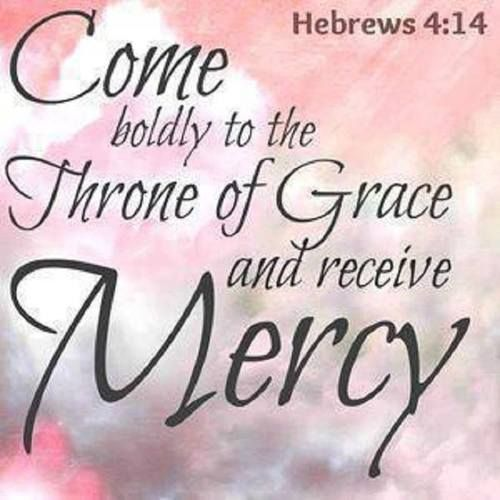 Hebrews 4:14
Come
boldly to the
Throne of Grace
and receive
Mercy